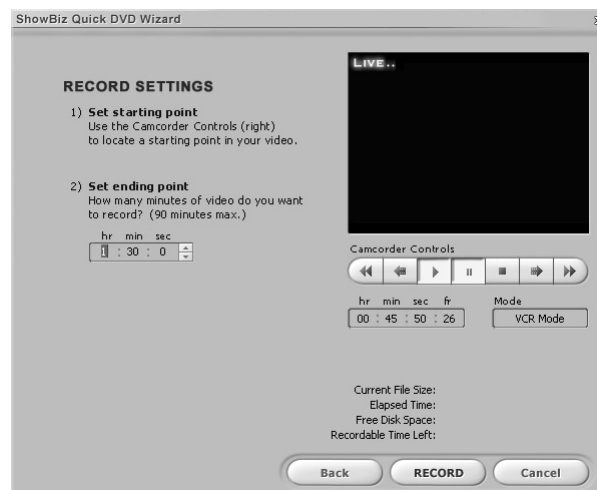 ShowBiz Quick DVD Wizard
RECORD SETTINGS
1) Set starting point
Use the Camcorder Controls (right)
to locate a starting point in your video.
2) Set ending point
How many minutes of video do you want
to record? (90 minutes max.)
hr min sec
1 : 30 : 0
LIVE..
Camcorder Controls
hr min sec fr
00 : 45 : 50 : 26
Mode
VCR Mode
Current File Size:
Elapsed Time:
Free Disk Space:
Recordable Time Left:
Back
RECORD
Cancel